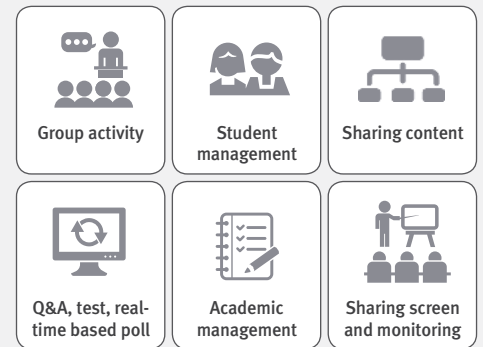 Group activity
Student
management
Sharing content
Q&A, test, real-
time based poll
Academic
management
Sharing screen
and monitoring